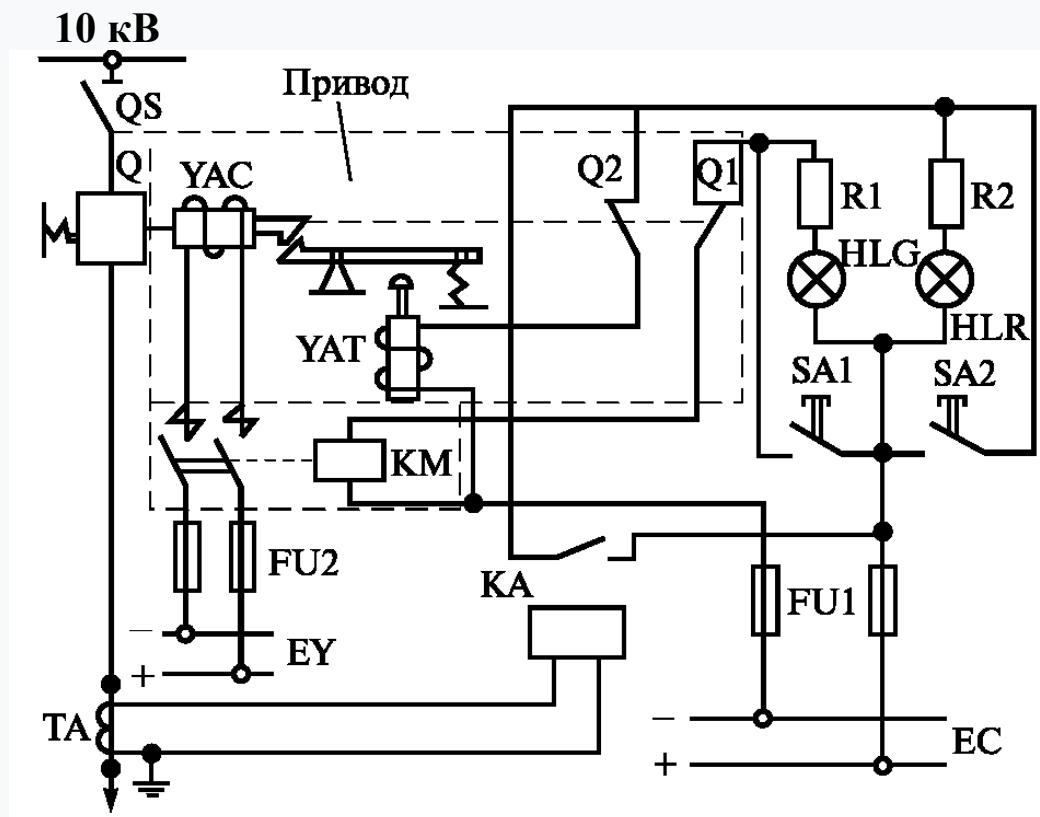 10 кВ
QS
Привод
Q
YAC
Q2
Q1
R1
R2
HLG
HLR
YAT
SA1
SA2
KM
FU2
KA
FU1
− EY
+
TA
− EC
+